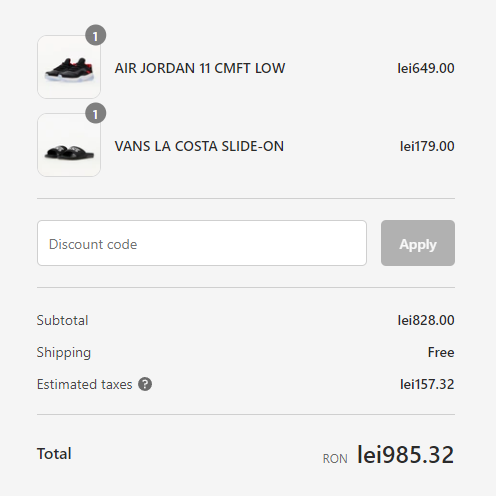 1
AIR JORDAN 11 CMFT LOW lei649.00
1
VANS LA COSTA SLIDE-ON lei179.00
Discount code Apply
Subtotal lei828.00
Shipping Free
Estimated taxes ? lei157.32
Total RON lei985.32